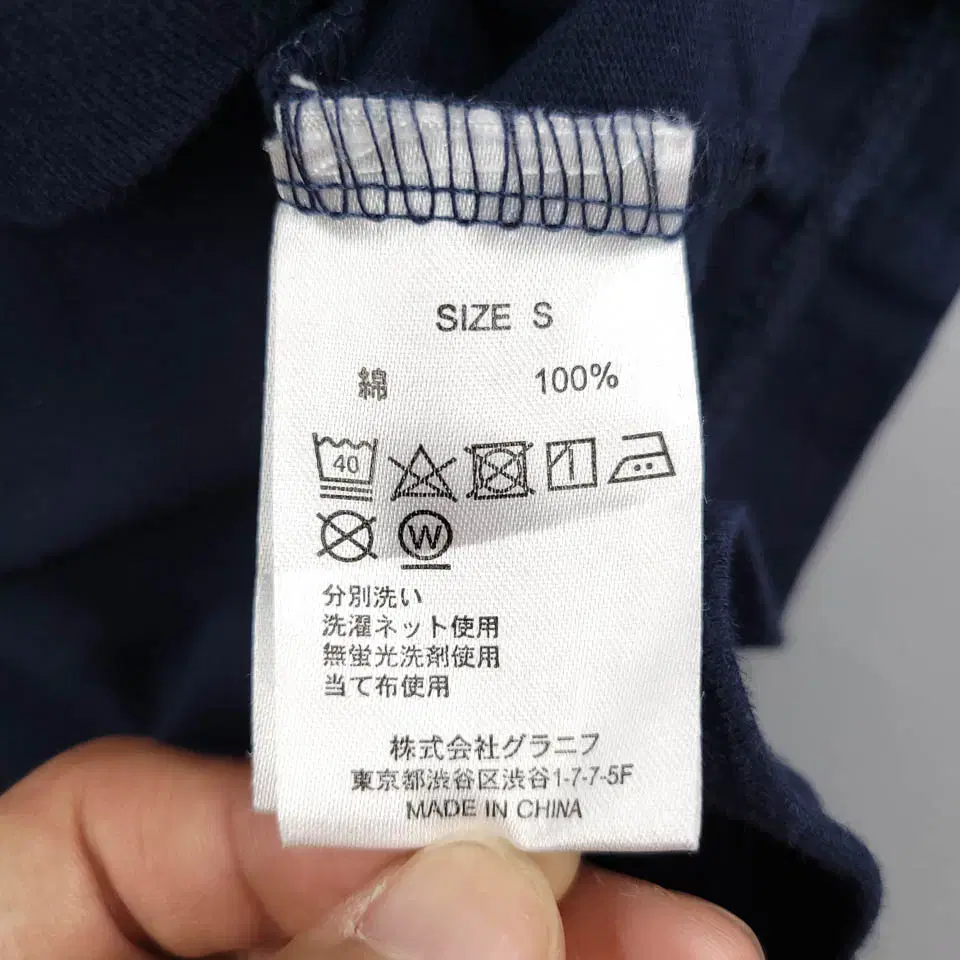 SIZE S
綿 100%
40
W
分別洗い
洗濯ネット使用
無蛍光洗剤使用
当て布使用
株式会社グラニフ
東京都渋谷区渋谷1-7-7-5F
MADE IN CHINA